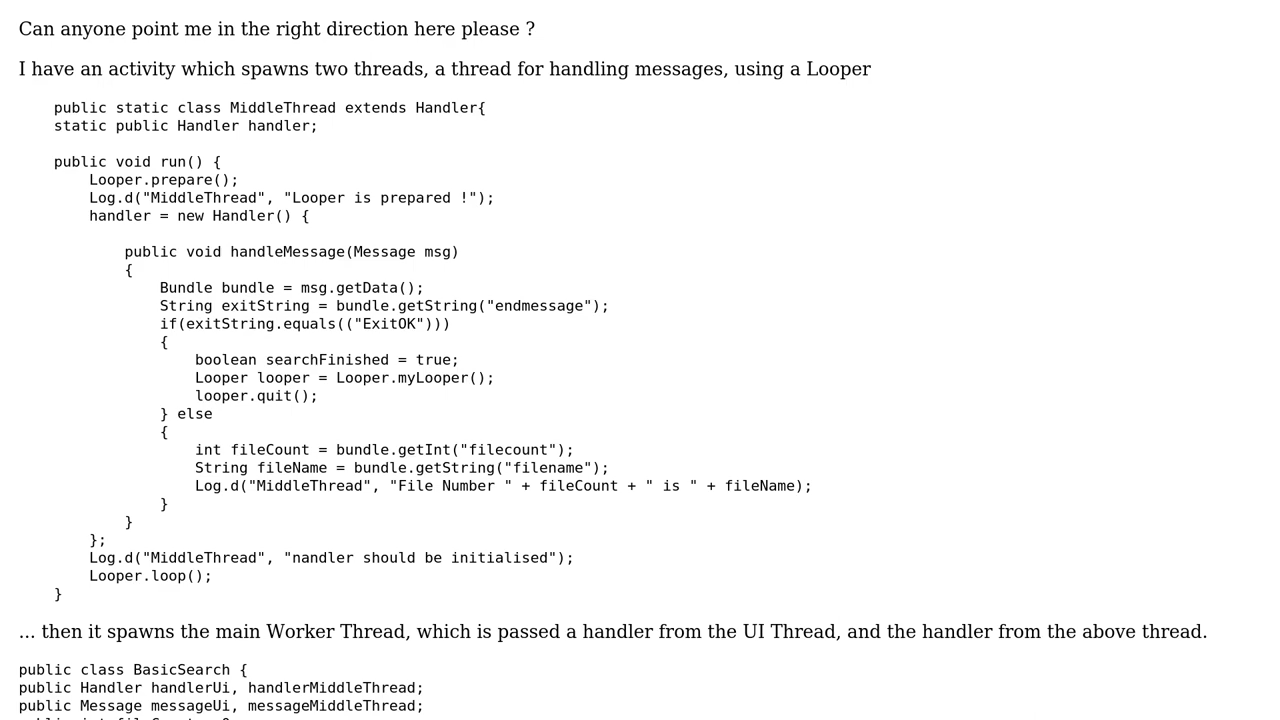 Can anyone point me in the right direction here please ?
I have an activity which spawns two threads, a thread for handling messages, using a Looper
public static class MiddleThread extends Handler{
static public Handler handler;
public void run() {
Looper.prepare();
Log.d("MiddleThread", "Looper is prepared !");
handler = new Handler() {
public void handleMessage(Message msg)
{
Bundle bundle = msg.getData();
String exitString = bundle.getString("endmessage");
if(exitString.equals(("ExitOK")))
{
boolean searchFinished = true;
Looper looper = Looper.myLooper();
looper.quit();
} else
{
int fileCount = bundle.getInt("filecount");
String fileName = bundle.getString("filename");
Log.d("MiddleThread", "File Number " + fileCount + " is " + fileName);
}
}
};
Log.d("MiddleThread", "nandler should be initialised");
Looper.loop();
}
... then it spawns the main Worker Thread, which is passed a handler from the UI Thread, and the handler from the above thread.
public class BasicSearch {
public Handler handlerUi, handlerMiddleThread;
public Message messageUi, messageMiddleThread;